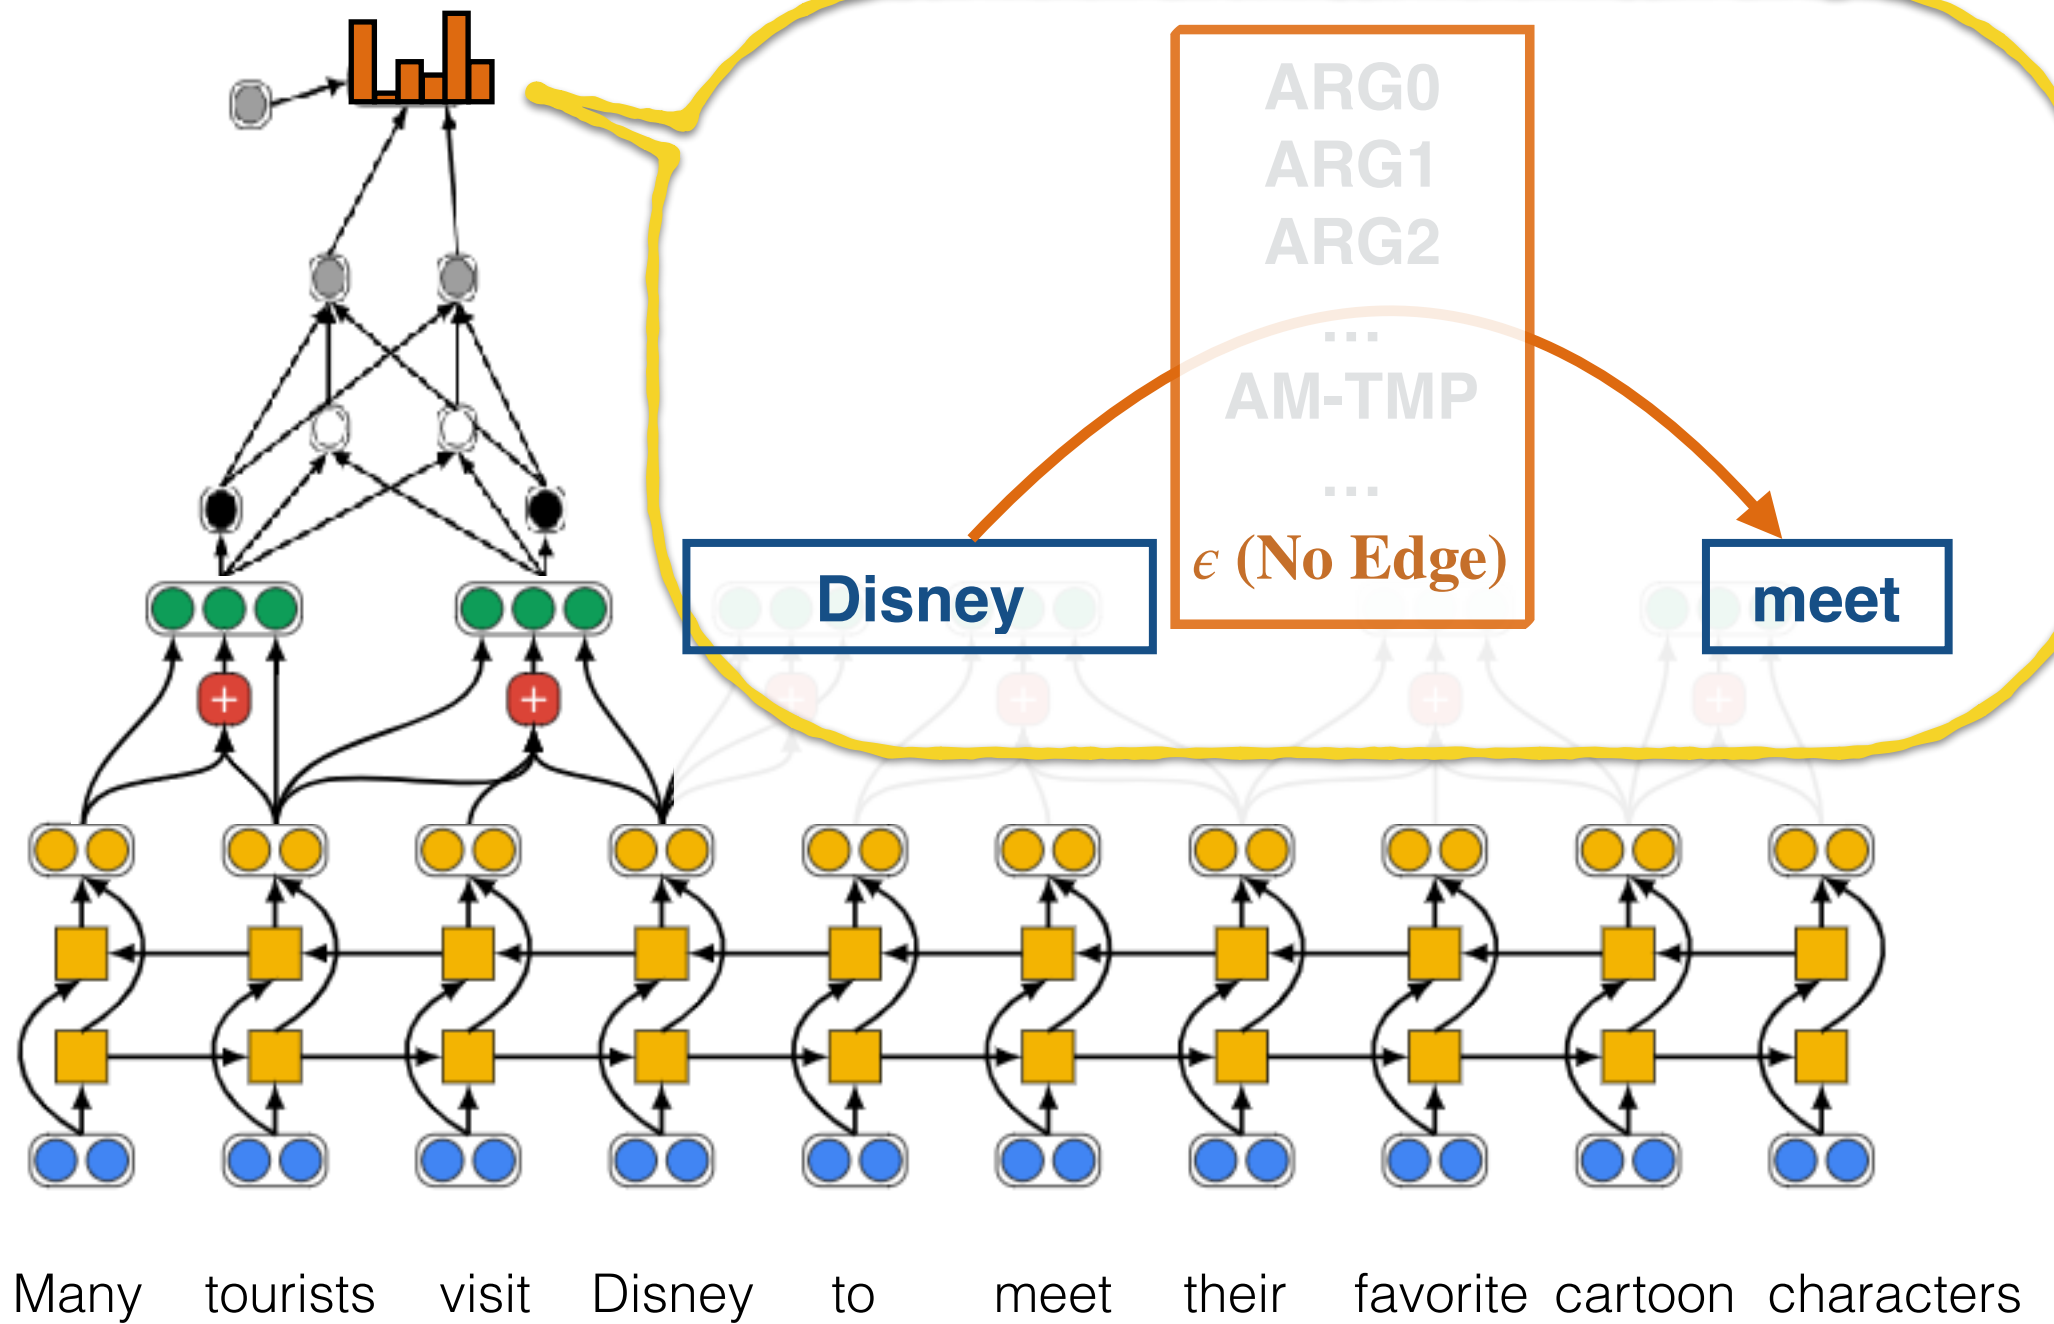 ARG0
ARG1
ARG2
...
AM-TMP
...
ϵ (No Edge)
Disney
meet
+ + + + + +
Many tourists visit Disney to meet their favorite cartoon characters